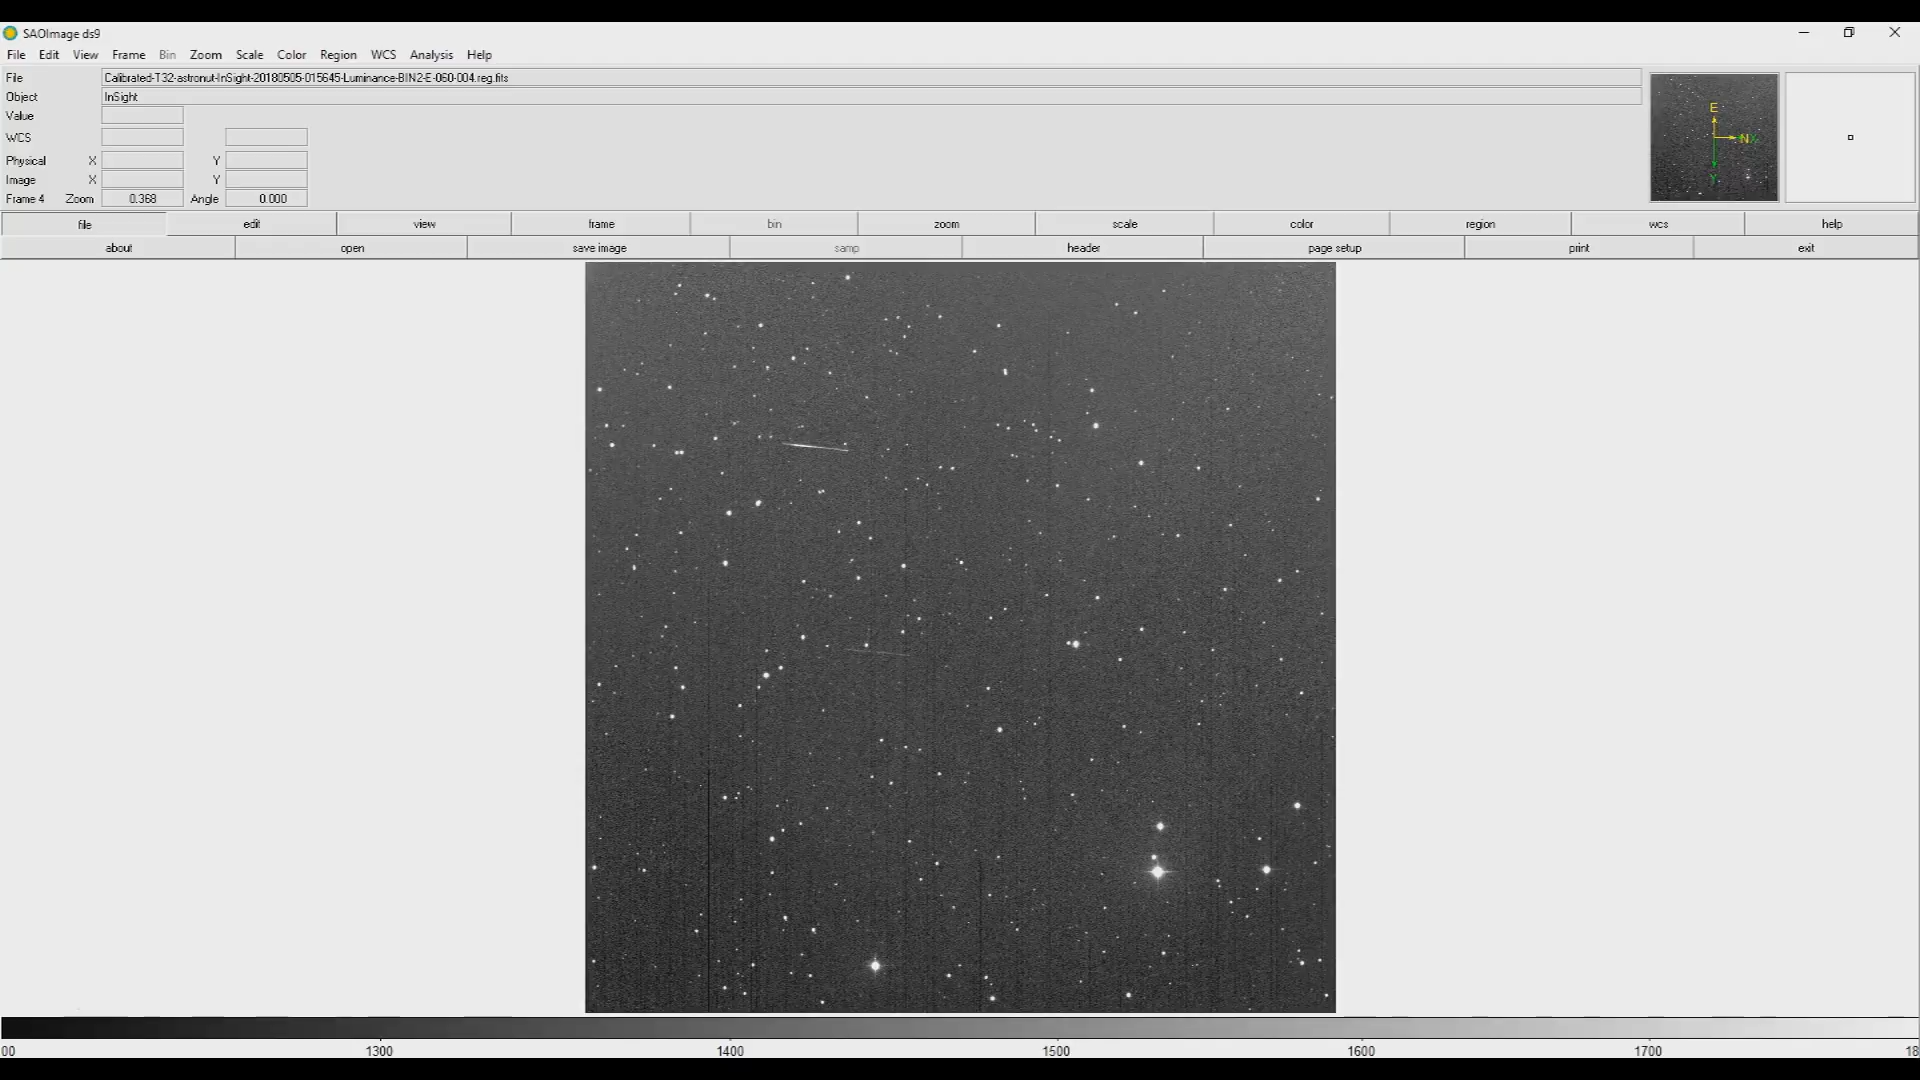 SAOImage ds9
File Edit View Frame Bin Zoom Scale Color Region WCS Analysis Help
File Calibrated-T32-astronut-InSight-20180505-015645-Luminance-BIN2-E-060-004.reg.fits
Object InSight
Value
WCS
Physical X Y
Image X Y
Frame 4 Zoom 0.368 Angle 0.000
E
N X
Y
file edit view frame bin zoom scale color region wcs help
about open save image samp header page setup print exit
00 1300 1400 1500 1600 1700 18